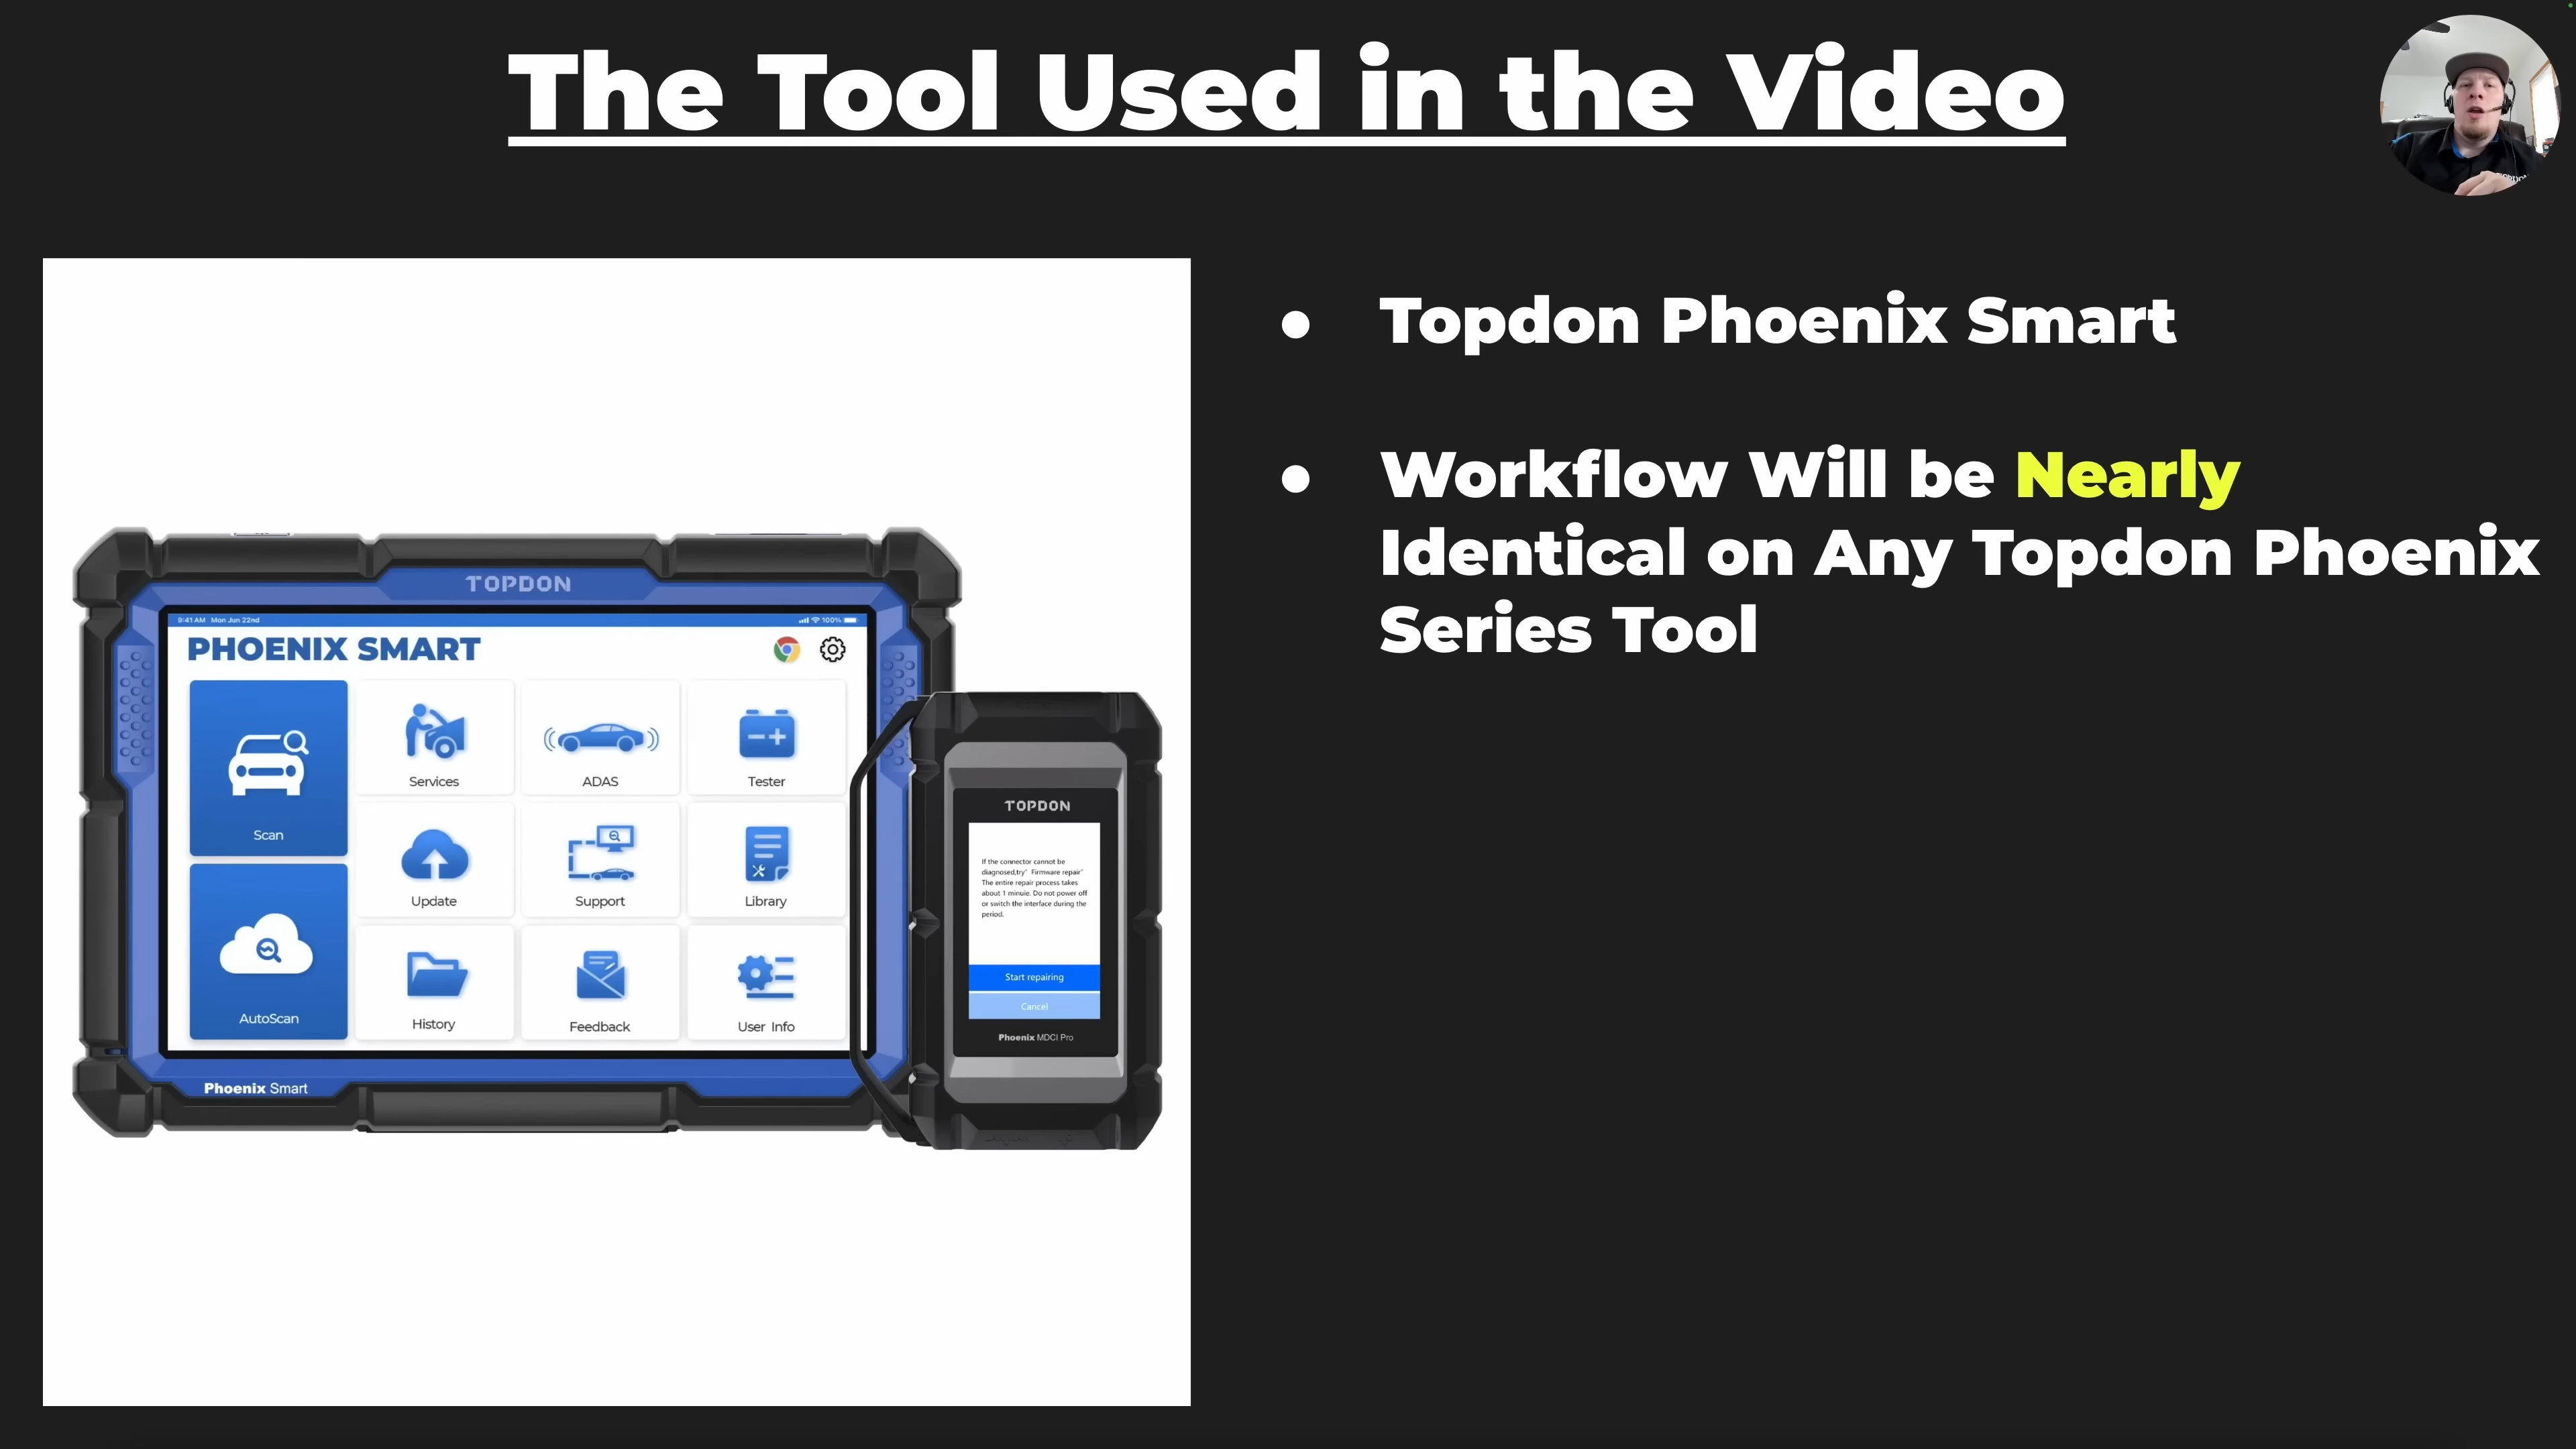 The Tool Used in the Video
● Topdon Phoenix Smart
● Workflow Will be Nearly
Identical on Any Topdon Phoenix
Series Tool
TOPDON
9:41 AM Mon Jun 22nd
100%
PHOENIX SMART
Scan
Services
ADAS
Tester
Update
Support
Library
AutoScan
History
Feedback
User Info
Phoenix Smart
TOPDON
If the connector cannot be
diagnosed,try" Firmware repair"
The entire repair process takes
about 1 minuie. Do not power off
or switch the interface during the
period.
Start repairing
Cancel
Phoenix MDCI Pro